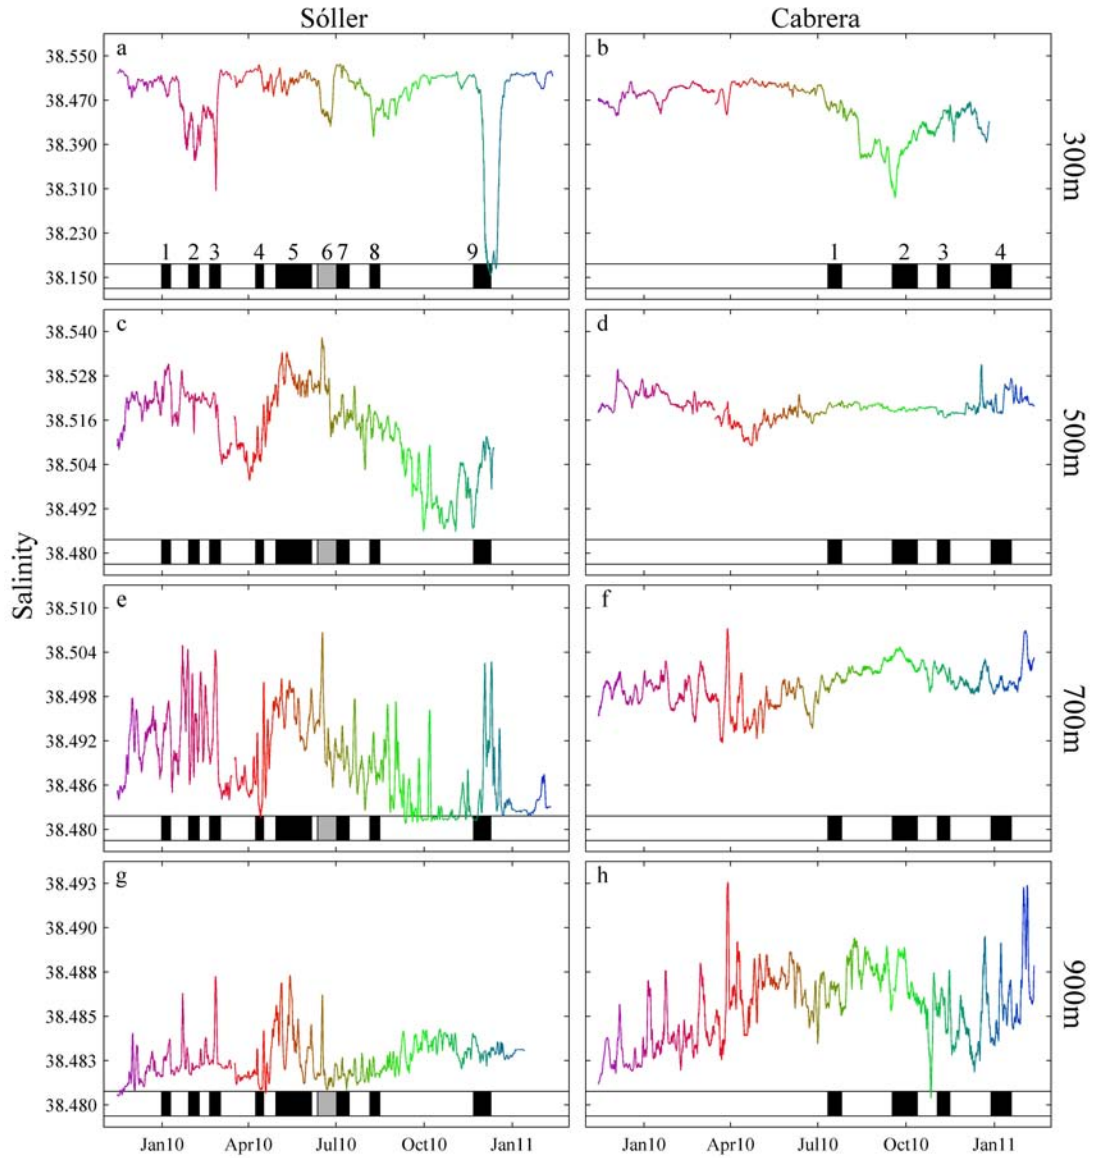 Sóller Cabrera
a b
38.550
38.470
38.390
38.310
38.230
38.150
1 2 3 4 5 6 7 8 9
1 2 3 4
300m
c d
38.540
38.528
38.516
38.504
38.492
38.480
500m
Salinity
e f
38.510
38.504
38.498
38.492
38.486
38.480
700m
g h
38.493
38.490
38.488
38.485
38.483
38.480
900m
Jan10 Apr10 Jul10 Oct10 Jan11
Jan10 Apr10 Jul10 Oct10 Jan11